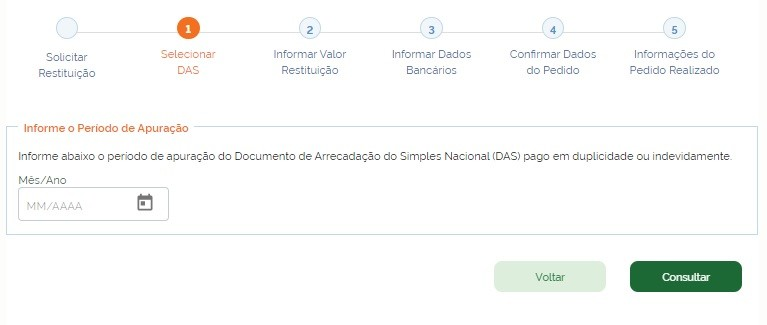 1
2
3
4
5
Solicitar
Restituição
Selecionar
DAS
Informar Valor
Restituição
Informar Dados
Bancários
Confirmar Dados
do Pedido
Informações do
Pedido Realizado
Informe o Período de Apuração
Informe abaixo o período de apuração do Documento de Arrecadação do Simples Nacional (DAS) pago em duplicidade ou indevidamente.
Mês/Ano
MM/AAAA
Voltar
Consultar